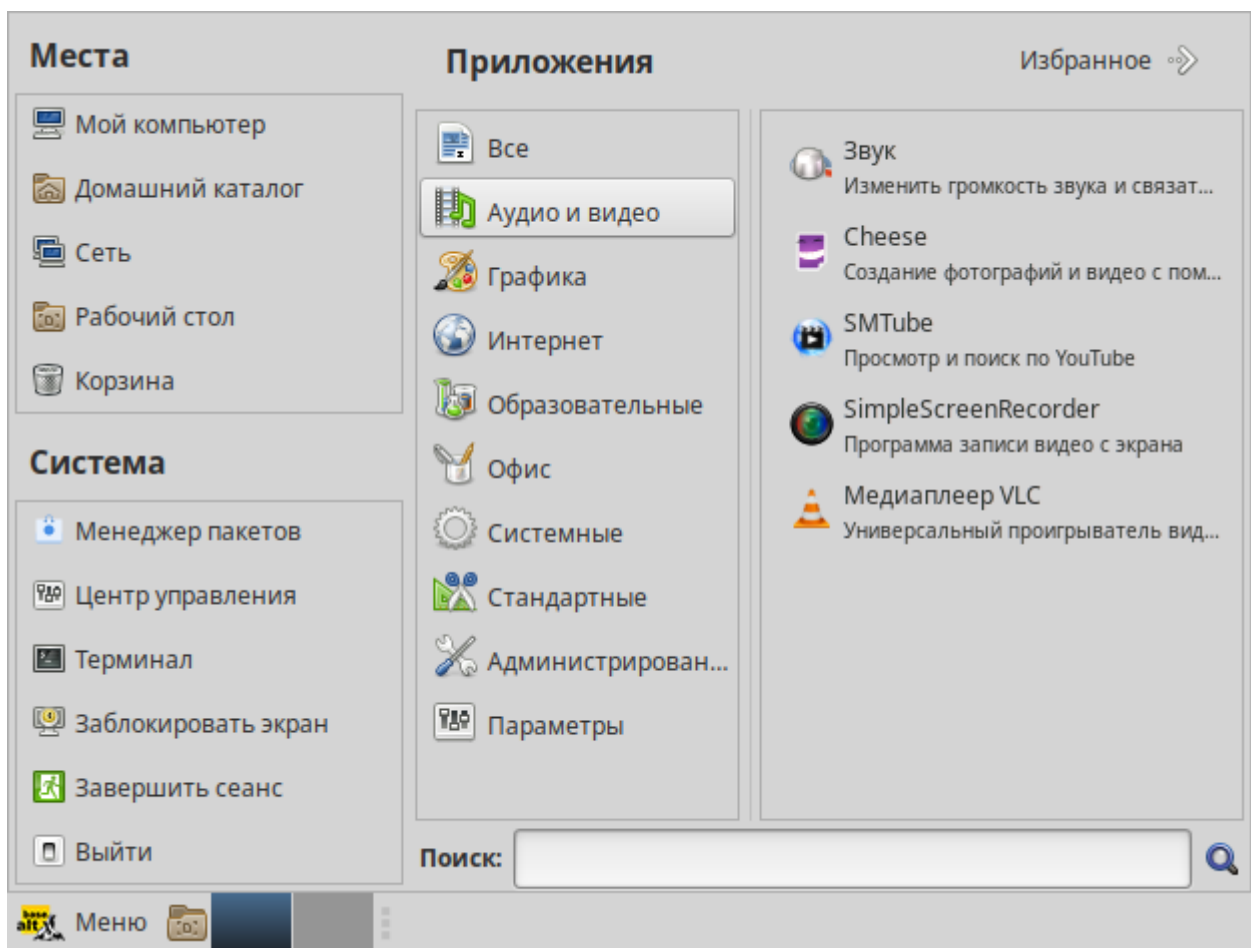 Места
Мой компьютер
Домашний каталог
Сеть
Рабочий стол
Корзина
Система
Менеджер пакетов
Центр управления
Терминал
Заблокировать экран
Завершить сеанс
Выйти
Приложения
Избранное
Все
Аудио и видео
Графика
Интернет
Образовательные
Офис
Системные
Стандартные
Администрирован...
Параметры
Звук
Изменить громкость звука и связат...
Cheese
Создание фотографий и видео с пом...
SMTube
Просмотр и поиск по YouTube
SimpleScreenRecorder
Программа записи видео с экрана
Медиаплеер VLC
Универсальный проигрыватель вид...
Поиск:
base
alt
Меню